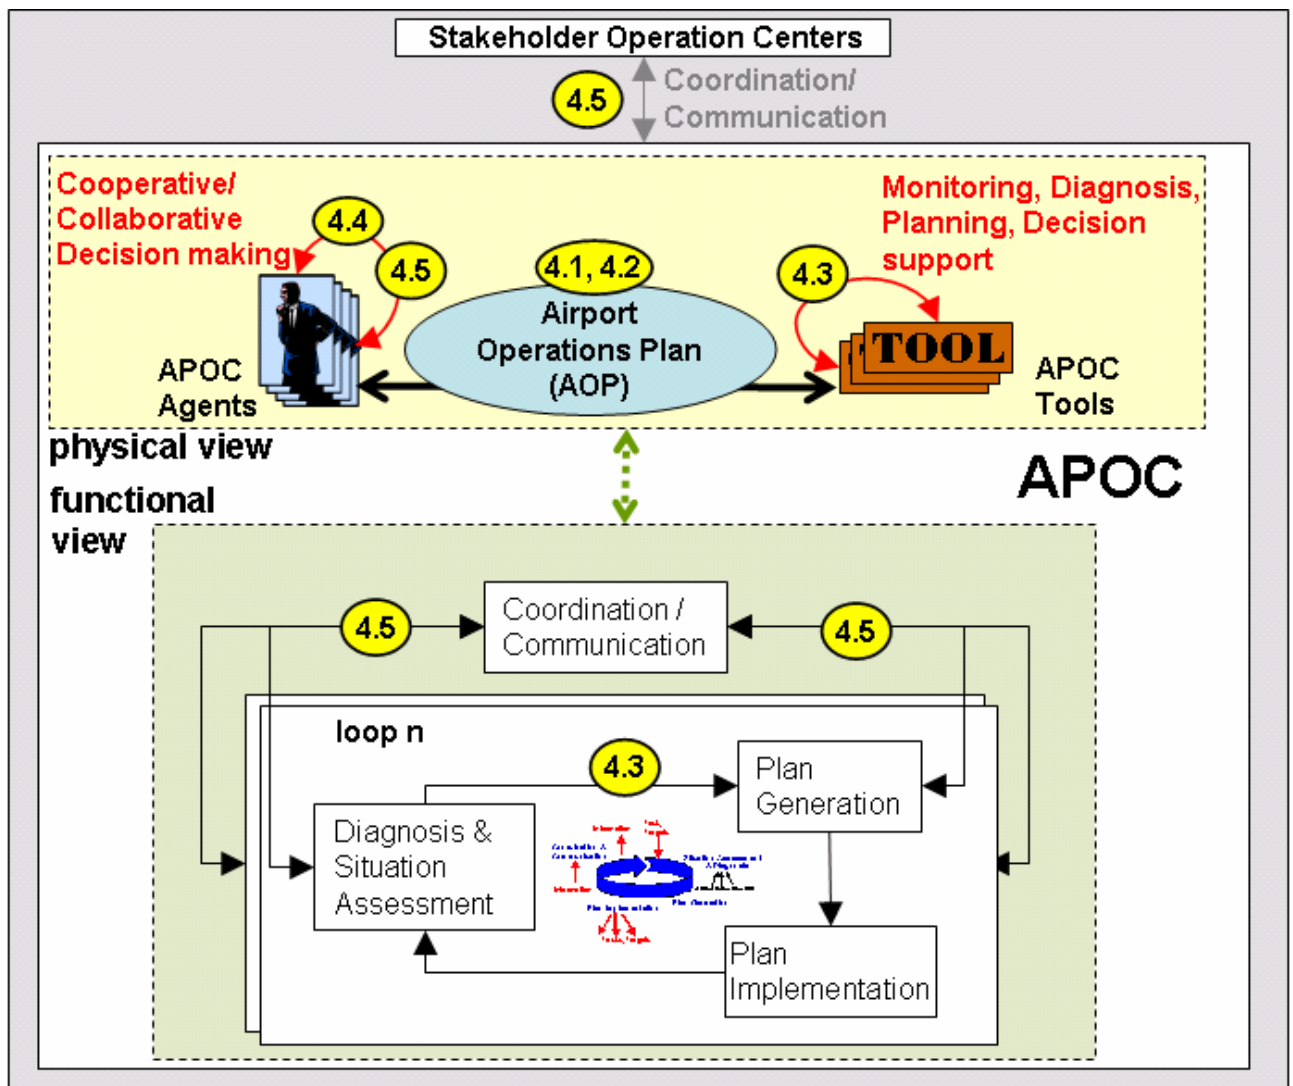 Stakeholder Operation Centers
4.5
Coordination/
Communication
Cooperative/
Collaborative
Decision making
4.4
4.5
4.1, 4.2
Airport
Operations Plan
(AOP)
Monitoring, Diagnosis,
Planning, Decision
support
4.3
TOOL
APOC
Agents
APOC
Tools
physical view
APOC
functional
view
4.5
Coordination /
Communication
4.5
loop n
4.3
Plan
Generation
Diagnosis &
Situation
Assessment
Plan
Implementation